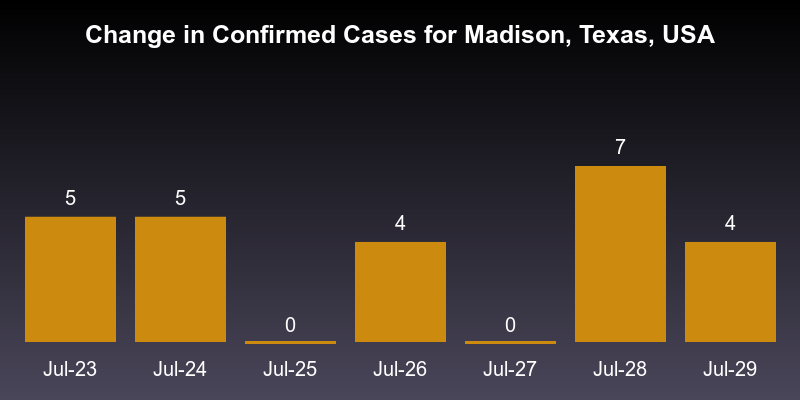 Change in Confirmed Cases for Madison, Texas, USA
7
5 5
4 4
0 0
Jul-23 Jul-24 Jul-25 Jul-26 Jul-27 Jul-28 Jul-29